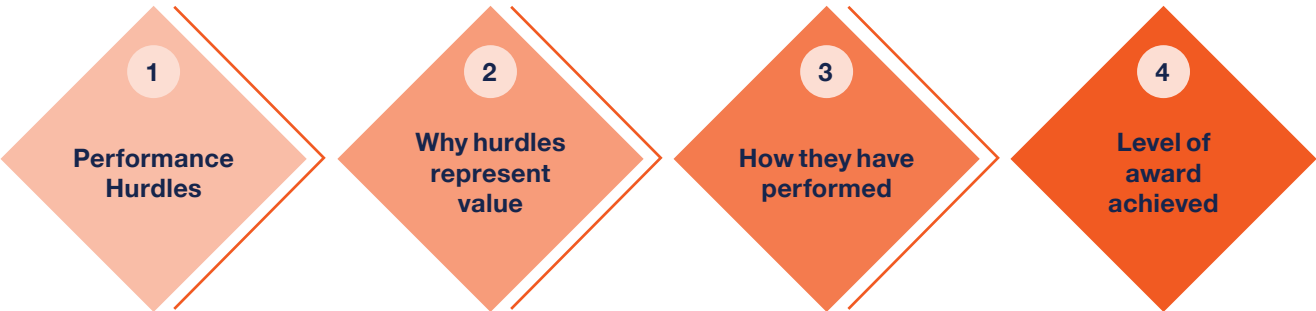 1
Performance
Hurdles
2
Why hurdles
represent
value
3
How they have
performed
4
Level of
award
achieved